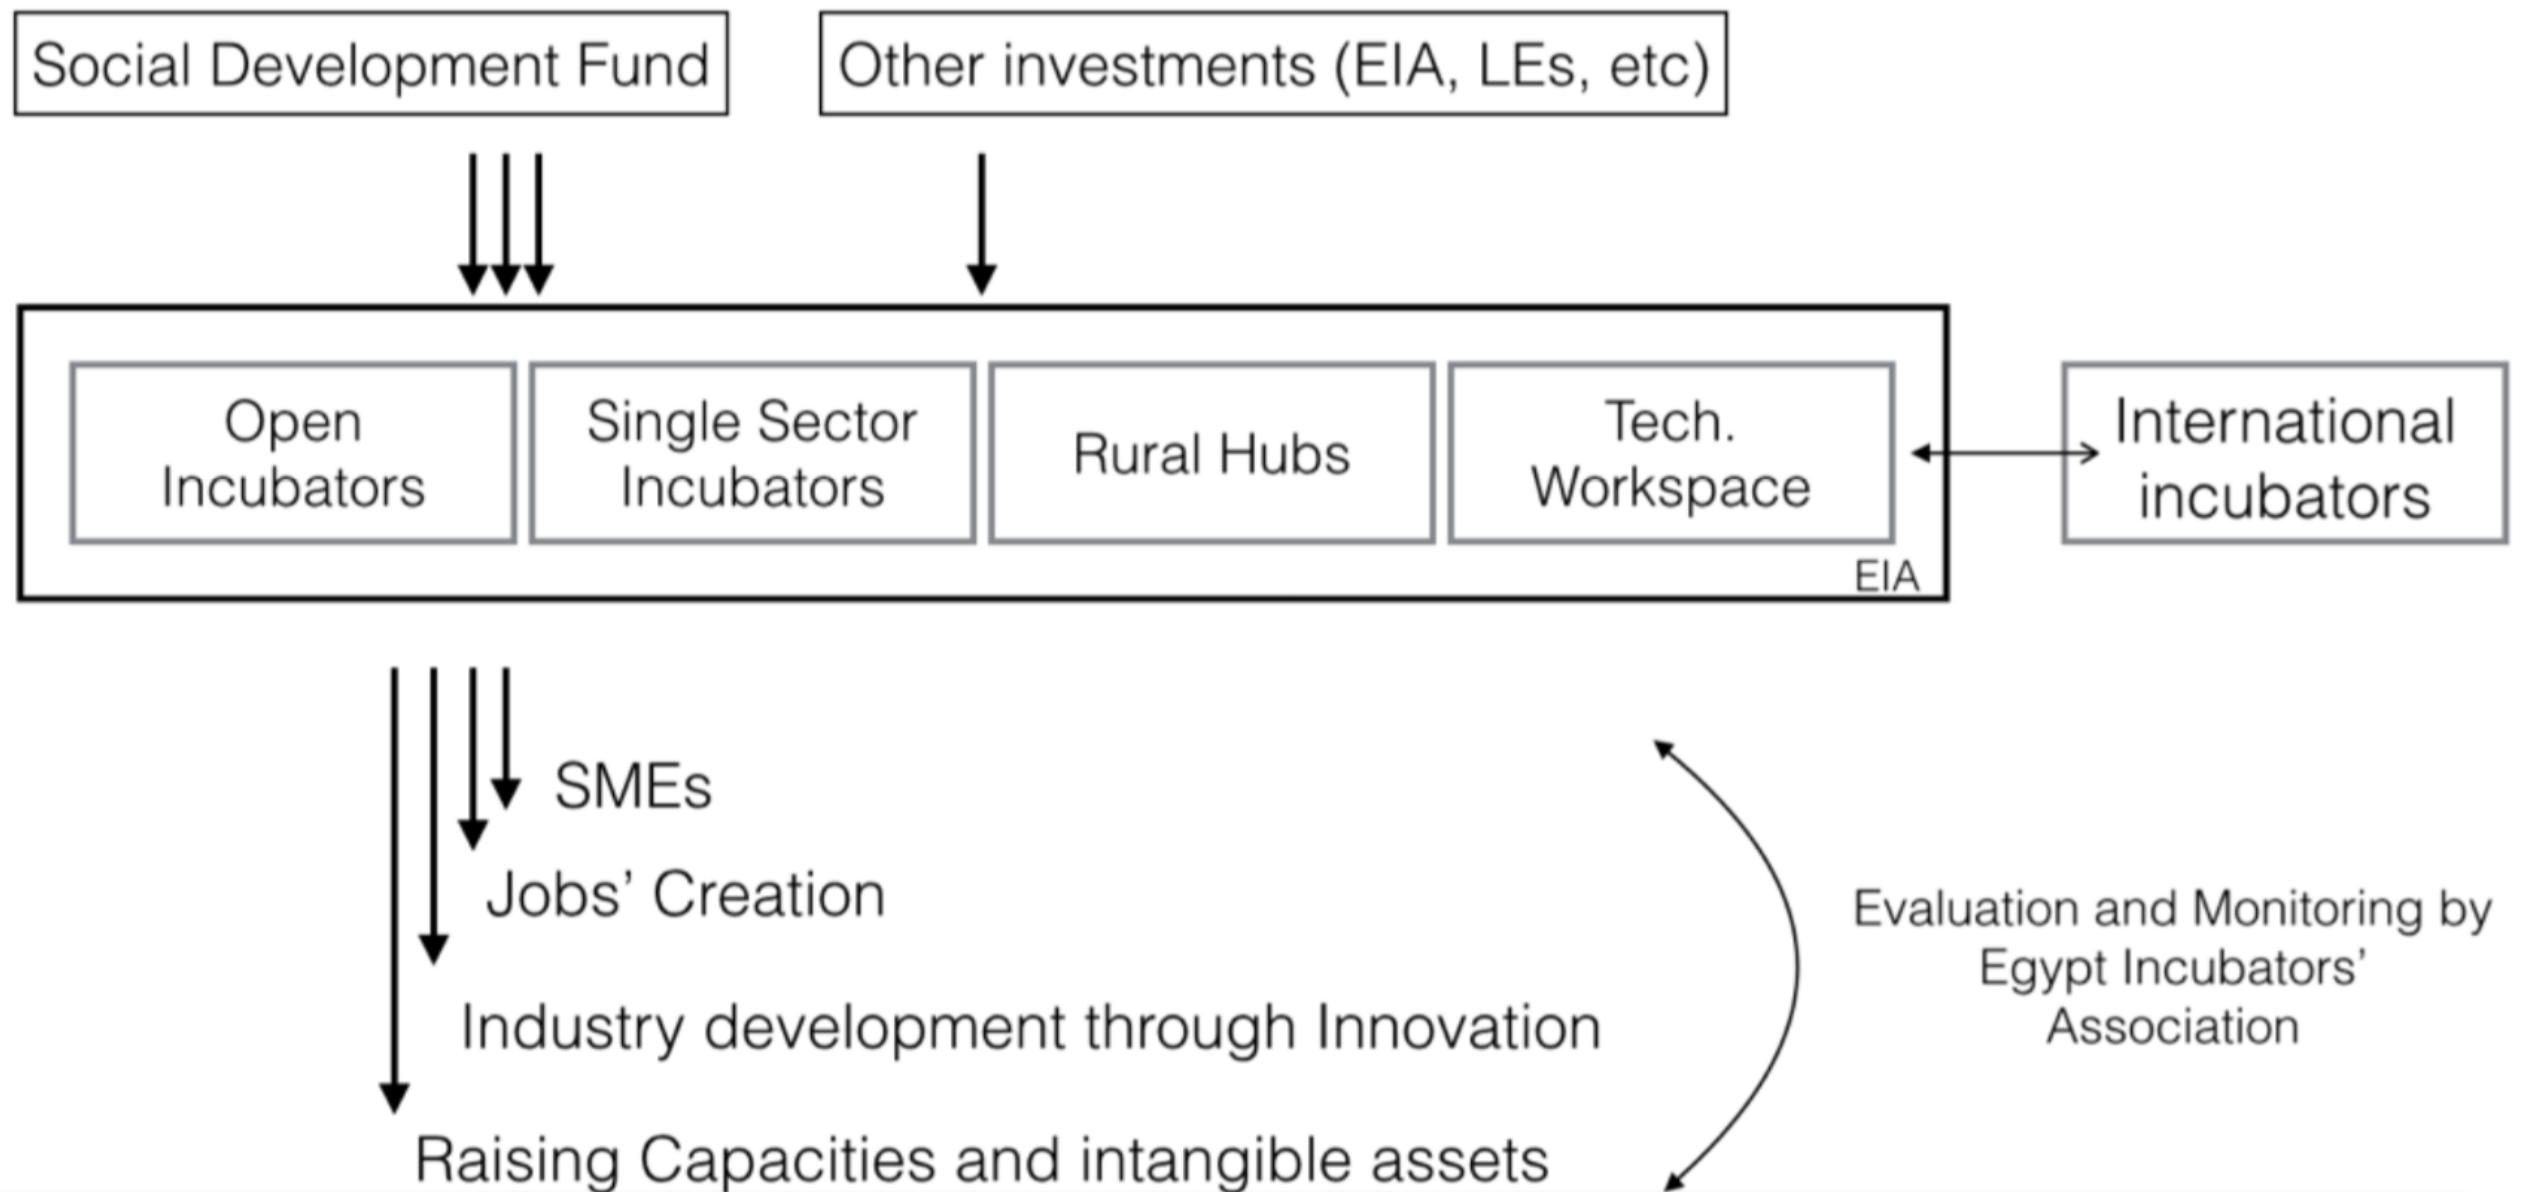 Social Development Fund
Other investments (EIA, LEs, etc)
Open
Incubators
Single Sector
Incubators
Rural Hubs
Tech.
Workspace
International
incubators
EIA
SMEs
Jobs’ Creation
Industry development through Innovation
Raising Capacities and intangible assets
Evaluation and Monitoring by
Egypt Incubators’
Association